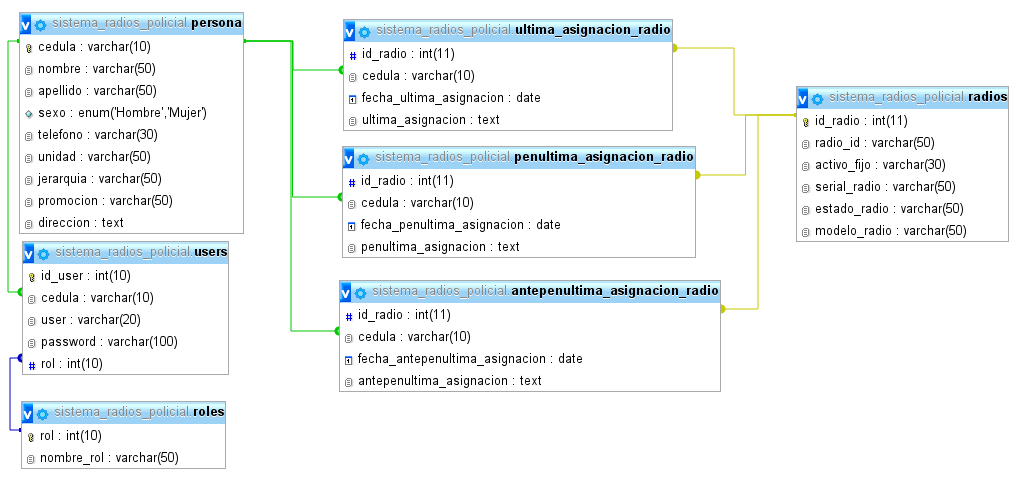 sistema_radios_policial.persona
cedula : varchar(10)
nombre : varchar(50)
apellido : varchar(50)
sexo : enum('Hombre','Mujer')
telefono : varchar(30)
unidad : varchar(50)
jerarquia : varchar(50)
promocion : varchar(50)
direccion : text
sistema_radios_policial.users
id_user : int(10)
cedula : varchar(10)
user : varchar(20)
password : varchar(100)
# rol : int(10)
sistema_radios_policial.roles
rol : int(10)
nombre_rol : varchar(50)
sistema_radios_policial.ultima_asignacion_radio
# id_radio : int(11)
cedula : varchar(10)
fecha_ultima_asignacion : date
ultima_asignacion : text
sistema_radios_policial.penultima_asignacion_radio
# id_radio : int(11)
cedula : varchar(10)
fecha_penultima_asignacion : date
penultima_asignacion : text
sistema_radios_policial.antepenultima_asignacion_radio
# id_radio : int(11)
cedula : varchar(10)
fecha_antepenultima_asignacion : date
antepenultima_asignacion : text
sistema_radios_policial.radios
id_radio : int(11)
radio_id : varchar(50)
activo_fijo : varchar(30)
serial_radio : varchar(50)
estado_radio : varchar(50)
modelo_radio : varchar(50)